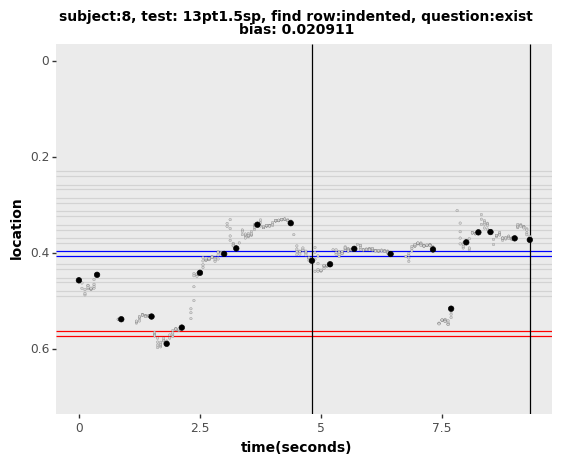 subject:8, test: 13pt1.5sp, find row:indented, question:exist
bias: 0.020911
0
0.2
0.4
0.6
location
0
2.5
5
7.5
time(seconds)